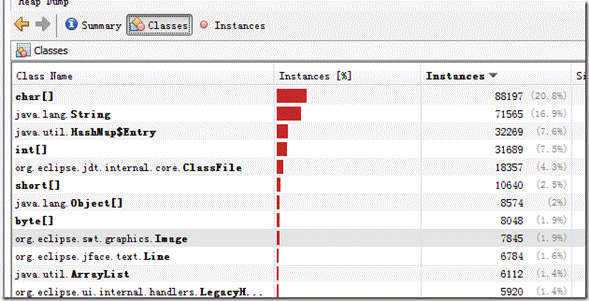 Heap Dump
Summary Classes Instances
Classes
Class Name Instances [%] Instances
char[] 88197 (20.8%)
java.lang.String 71565 (16.9%)
java.util.HashMap$Entry 32269 (7.6%)
int[] 31689 (7.5%)
org.eclipse.jdt.internal.core.ClassFile 18357 (4.3%)
short[] 10640 (2.5%)
java.lang.Object[] 8574 (2%)
byte[] 8048 (1.9%)
org.eclipse.swt.graphics.Image 7845 (1.9%)
org.eclipse.jface.text.Line 6784 (1.6%)
java.util.ArrayList 6112 (1.4%)
org.eclipse.ui.internal.handlers.LegacyH... 5920 (1.4%)